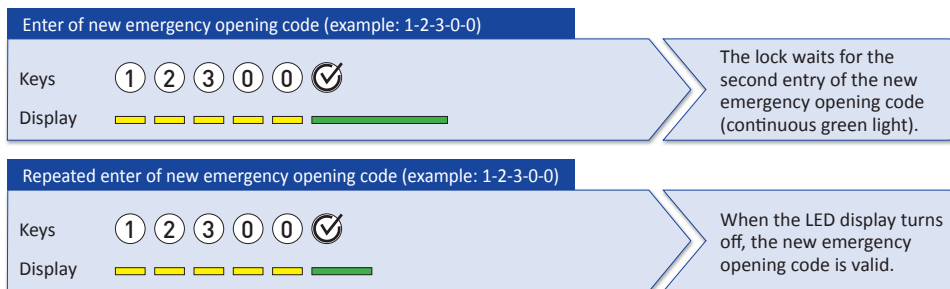 Enter of new emergency opening code (example: 1-2-3-0-0)
Keys 1 2 3 0 0
Display
The lock waits for the
second entry of the new
emergency opening code
(continuous green light).
Repeated enter of new emergency opening code (example: 1-2-3-0-0)
Keys 1 2 3 0 0
Display
When the LED display turns
off, the new emergency
opening code is valid.